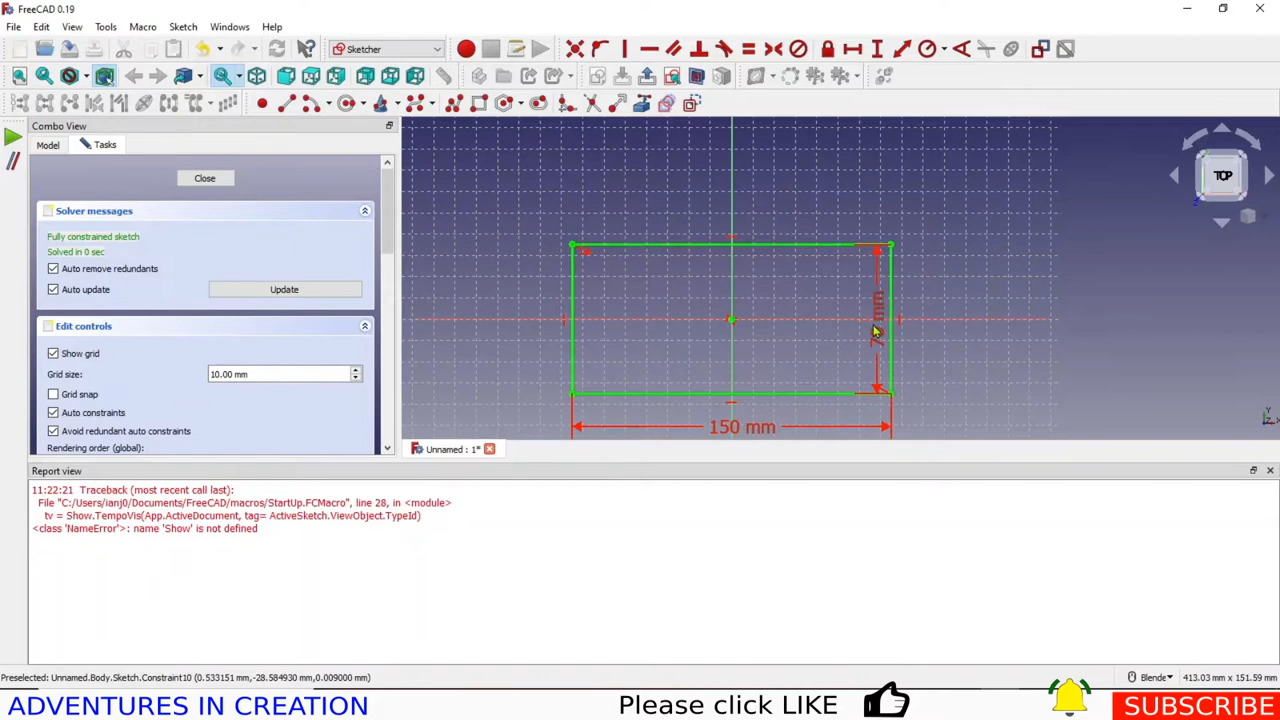 FreeCAD 0.19
File Edit View Tools Macro Sketch Windows Help
Sketcher
Combo View
Model Tasks
Close
Solver messages
Fully constrained sketch
Solved in 0 sec
Auto remove redundants
Auto update Update
Edit controls
Show grid
Grid size: 10.00 mm
Grid snap
Auto constraints
Avoid redundant auto constraints
Rendering order (global):
TOP
mm
150 mm
Unnamed : 1*
Report view
11:22:21 Traceback (most recent call last):
File "C:/Users/ianj0/Documents/FreeCAD/macros/StartUp.FCMacro", line 28, in <module>
tv = Show.TempoVis(App.ActiveDocument, tag= ActiveSketch.ViewObject.TypeId)
<class 'NameError'>: name 'Show' is not defined
Preselected: Unnamed.Body.Sketch.Constraint10 (0.533151 mm,-28.584930 mm,0.009000 mm)
Blende 413.03 mm x 151.59 mm
ADVENTURES IN CREATION
Please click LIKE
SUBSCRIBE